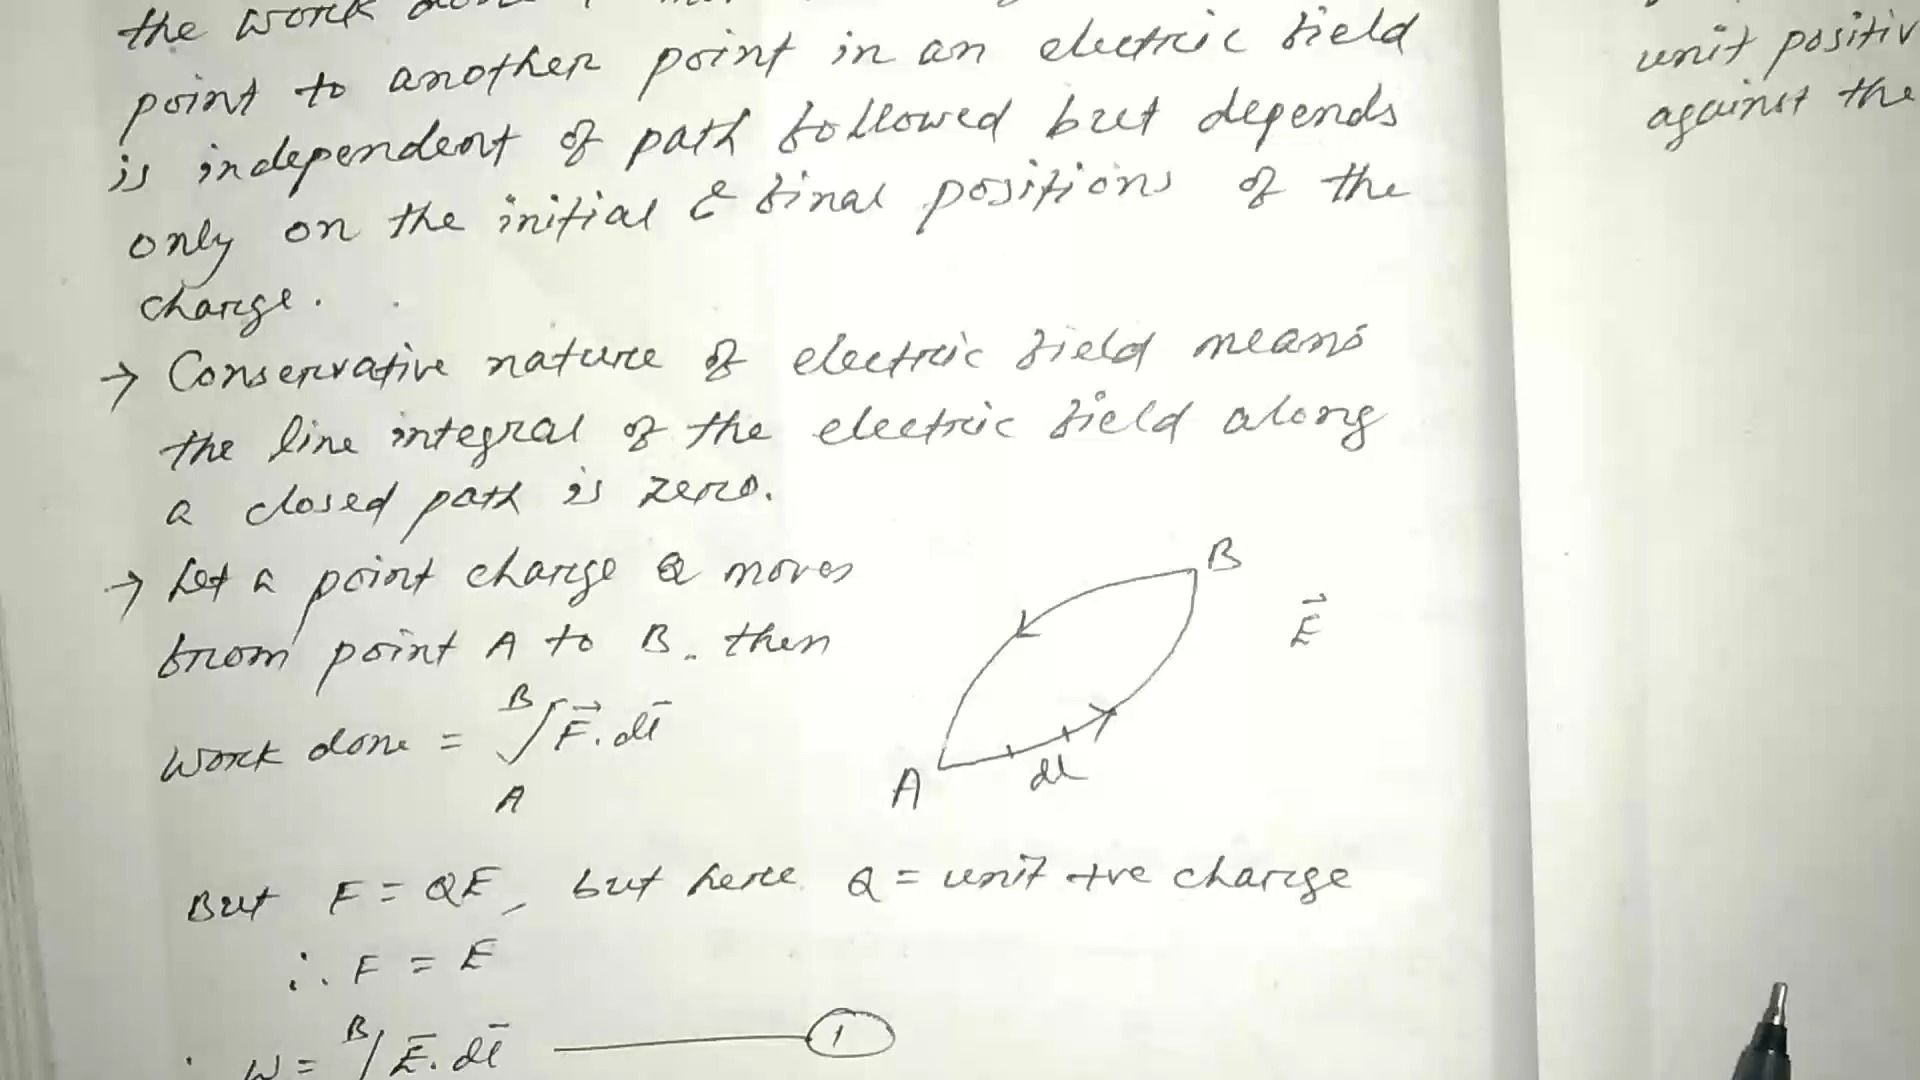 the work done
point to another point in an electric field
is independent of path followed but depends
only on the initial & final positions of the
charge.
→ Conservative nature of electric field means
the line integral of the electric field along
a closed path is zero.
→ Let a point charge Q moves
from point A to B. then
Work done = ∫ F⃗. dl̄
B
A
B
E⃗
A
dl
But F = QE, but here Q = unit +ve charge
∴ F = E
∴ W = B∫ Ē. dl̄ ——— 1
unit positiv
against the